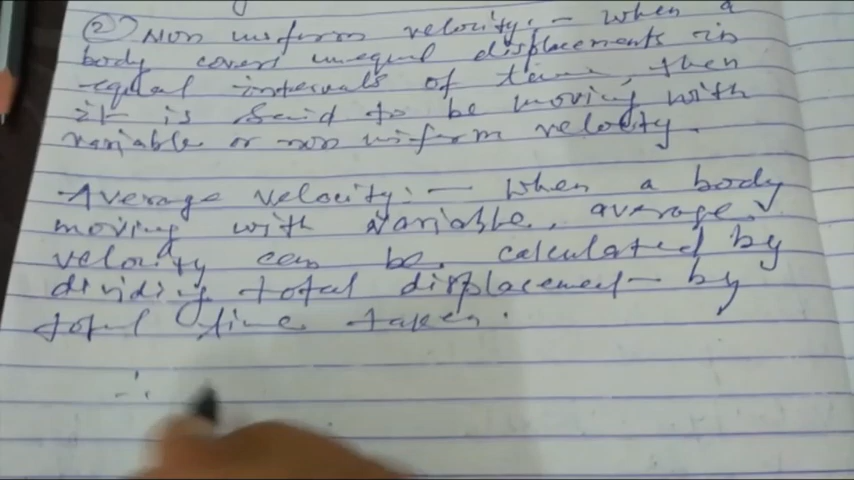 ② Non uniform velocity:- When a
body covers unequal displacements in
equal intervals of time, then
it is said to be moving with
variable or non uniform velocity.
Average velocity:- When a body
moving with variable, average
velocity can be calculated by
dividing total displacement by
total time taken.
∴